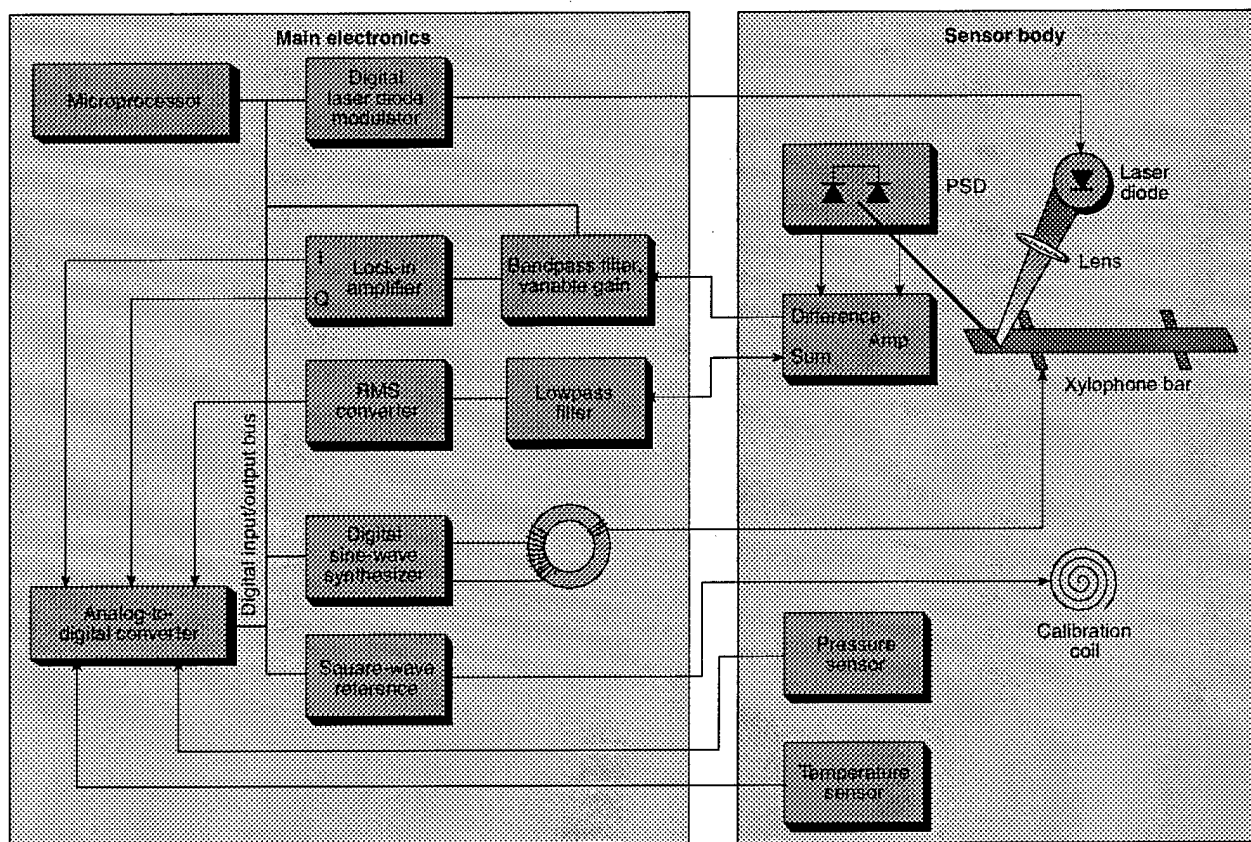 Main electronics
Microprocessor
Digital
laser diode
modulator
I
Q
Lock-in
amplifier
Bandpass filter,
variable gain
RMS
converter
Lowpass
filter
Digital input/output bus
Digital
sine-wave
synthesizer
Analog-to-
digital converter
Square-wave
reference
Sensor body
PSD
Laser
diode
Lens
Difference
Amp
Sum
Xylophone bar
Calibration
coil
Pressure
sensor
Temperature
sensor